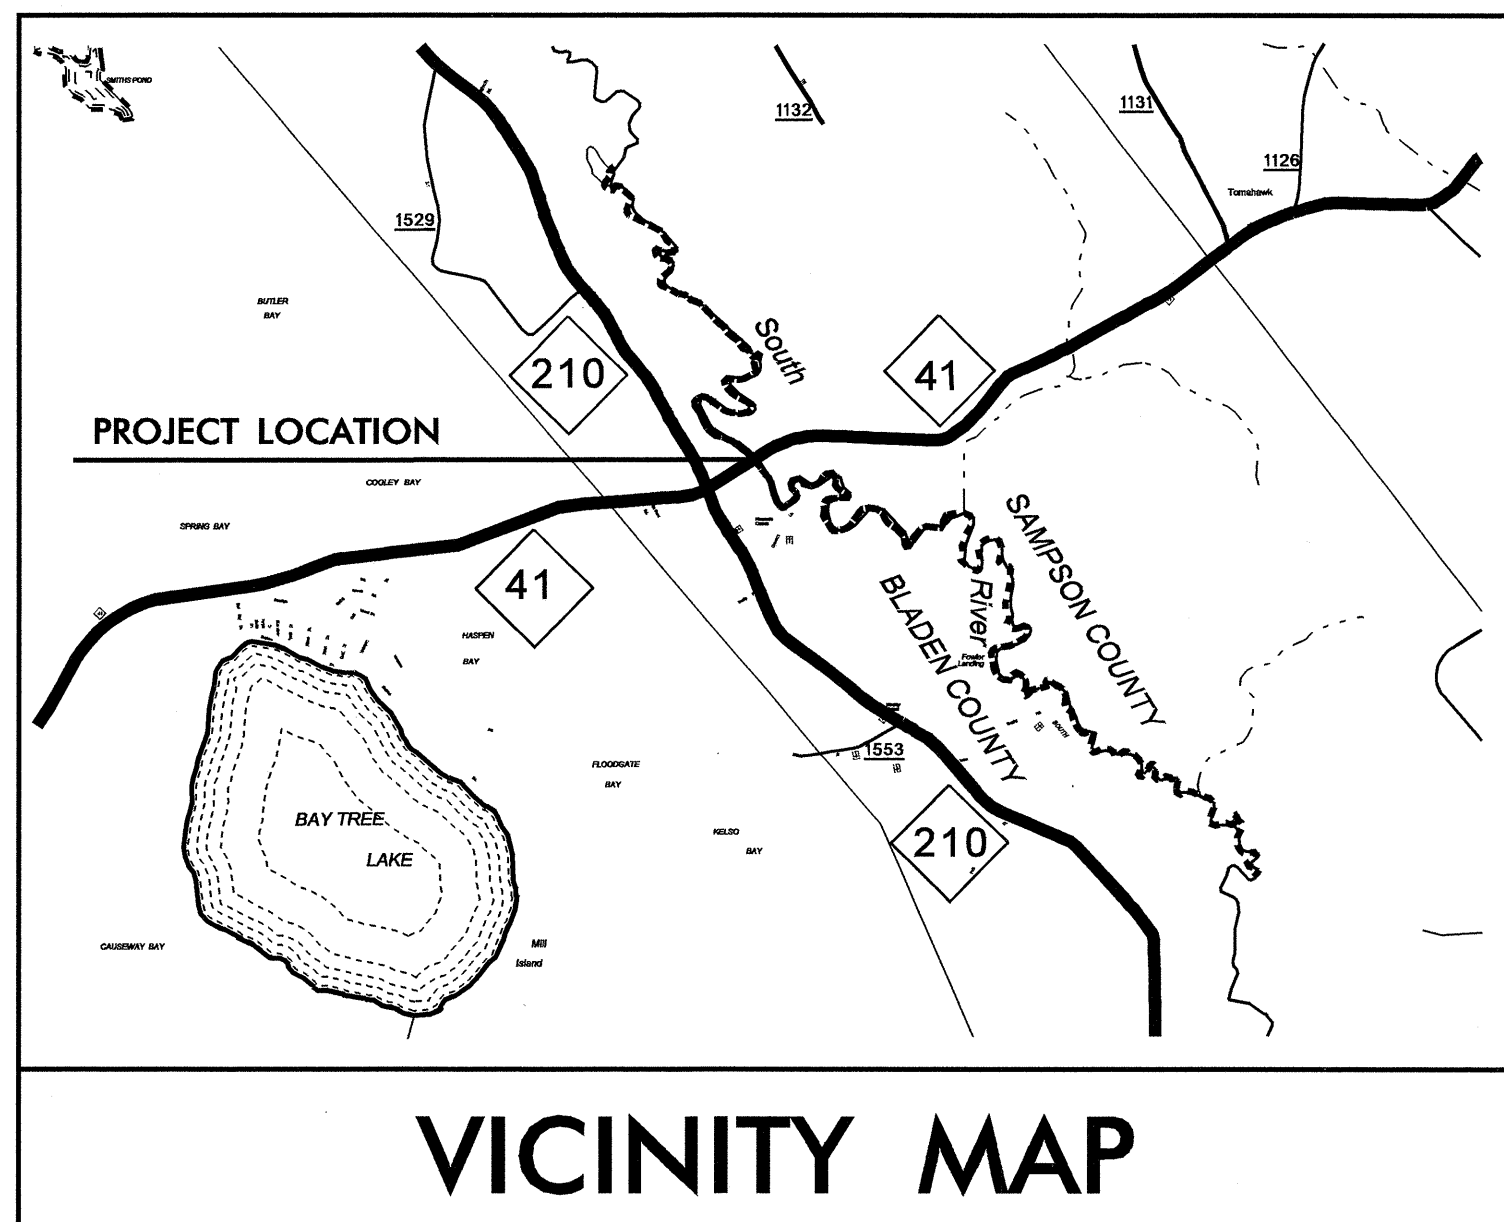 SMITHS POND
1132
1131
1126
Tomahawk
1529
BUTLER
BAY
South
210
41
PROJECT LOCATION
COOLEY BAY
SPRING BAY
SAMPSON COUNTY
41
BLADEN COUNTY
River
HASPEN
BAY
Fowler
Landing
SOUTH
1553
FLOODGATE
BAY
BAY TREE
LAKE
KELSO
BAY
210
CAUSEWAY BAY
Mill
Island
VICINITY MAP